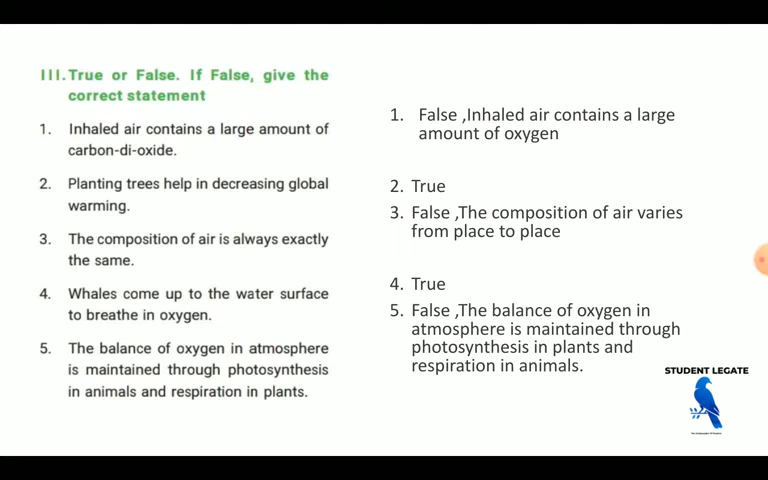 III. True or False. If False, give the
correct statement
1. Inhaled air contains a large amount of
carbon-di-oxide.
2. Planting trees help in decreasing global
warming.
3. The composition of air is always exactly
the same.
4. Whales come up to the water surface
to breathe in oxygen.
5. The balance of oxygen in atmosphere
is maintained through photosynthesis
in animals and respiration in plants.
1. False ,Inhaled air contains a large
amount of oxygen
2. True
3. False ,The composition of air varies
from place to place
4. True
5. False ,The balance of oxygen in
atmosphere is maintained through
photosynthesis in plants and
respiration in animals.
STUDENT LEGATE